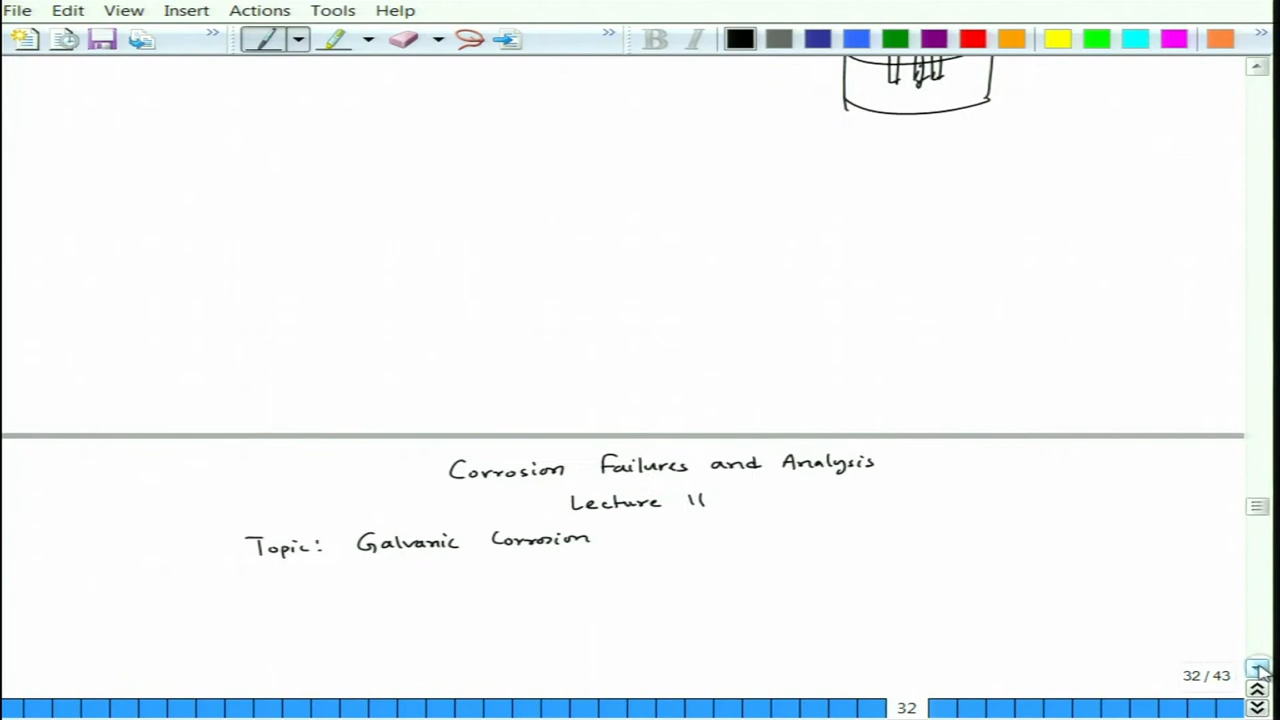 File Edit View Insert Actions Tools Help
B I
Corrosion Failures and Analysis
Lecture 11
Topic: Galvanic Corrosion
32 / 43
32